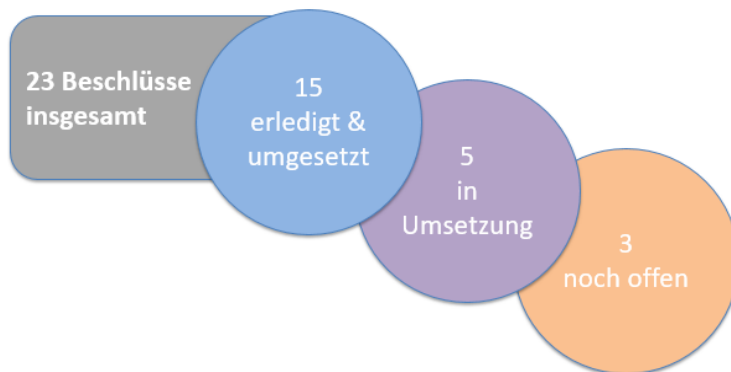 23 Beschlüsse
insgesamt
15
erledigt &
umgesetzt
5
in
Umsetzung
3
noch offen